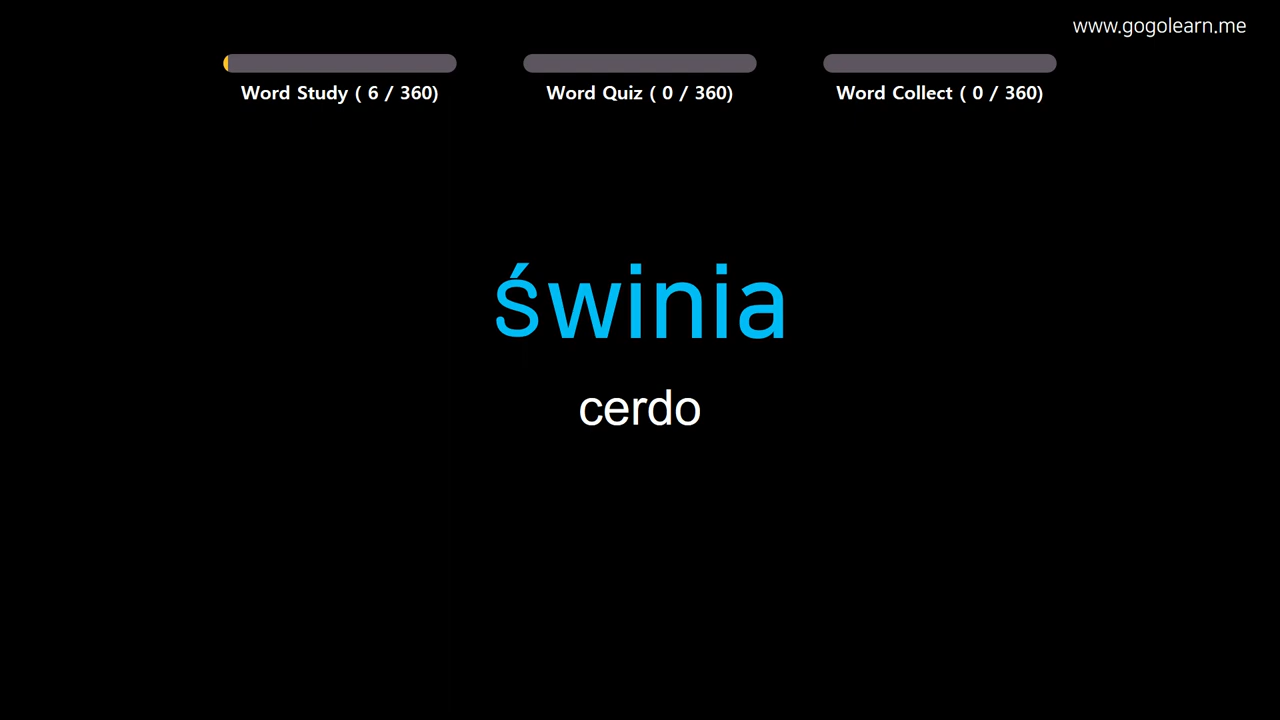 www.gogolearn.me
Word Study ( 6 / 360)
Word Quiz ( 0 / 360)
Word Collect ( 0 / 360)
świnia
cerdo